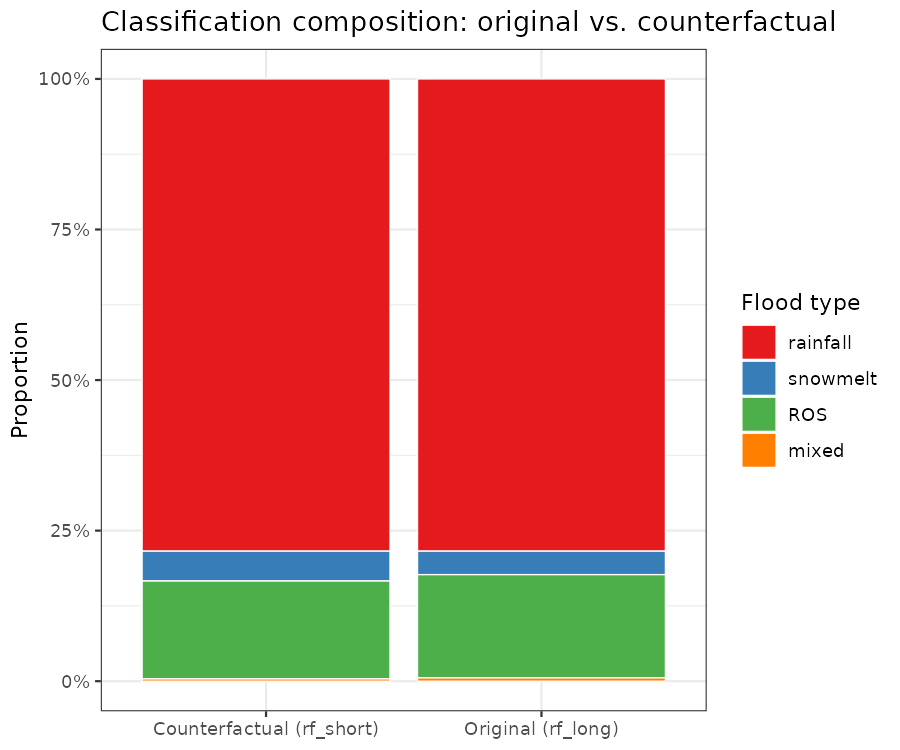 Classification composition: original vs. counterfactual
100%
75%
50%
25%
0%
Proportion
Counterfactual (rf_short)
Original (rf_long)
Flood type
rainfall
snowmelt
ROS
mixed